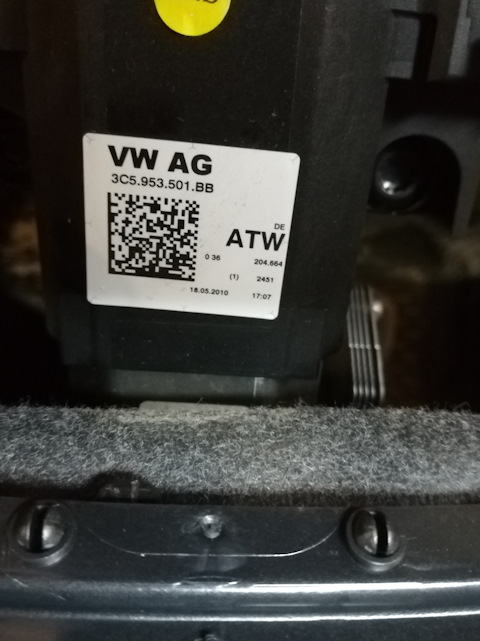 VW AG
3C5.953.501.BB
DE
ATW
0 36 204.664
(1) 2451
18.05.2010 17:07